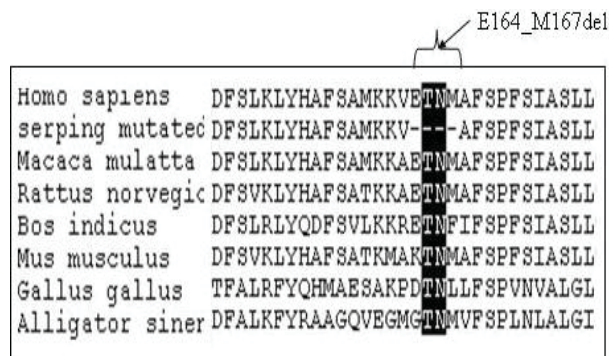 E164_M167del
Homo sapiens DFSLKLYHAFSAMKKVETNMAFSPFSIASLL
serping mutated DFSLKLYHAFSAMKKV----AFSPFSIASLL
Macaca mulatta DFSLKLYHAFSAMKKAETNMAFSPFSIASLL
Rattus norvegic DFSVKLYHAFSATKKAETNMAFSPFSIASLL
Bos indicus DFSLRLYQDFSVLKKRETNFIFSPFSIASLL
Mus musculus DFSVKLYHAFSATKMAKTNMAFSPFSIASLL
Gallus gallus TFALRFYQHMAESAKPDTNLLFSPVNVALGL
Alligator siner DFALKFYRAAGQVEGMGTNMVFSPLNLALGI